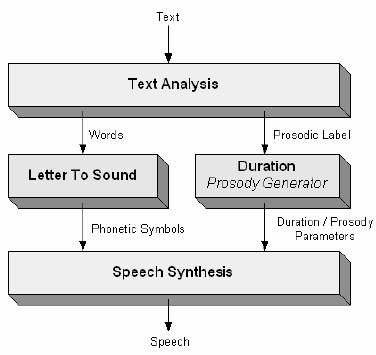 Text
Text Analysis
Words
Prosodic Label
Letter To Sound
Duration
Prosody Generator
Phonetic Symbols
Duration / Prosody
Parameters
Speech Synthesis
Speech